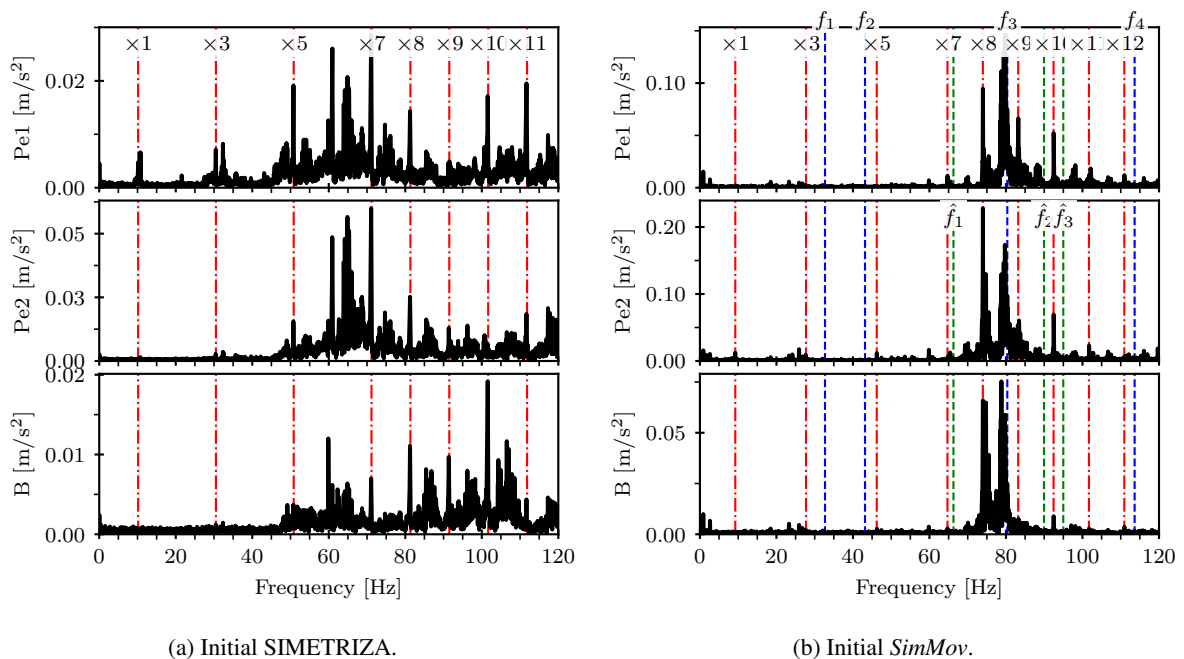 f₁ f₂ f₃ f₄
×1 ×3 ×5 ×7 ×8 ×9 ×10 ×11
×1 ×3 ×5 ×7 ×8 ×9 ×10 ×11 ×12
Pe1 [m/s²]
0.02
0.00
Pe1 [m/s²]
0.10
0.00
f̂₁ f̂₂ f̂₃
Pe2 [m/s²]
0.05
0.03
0.00
Pe2 [m/s²]
0.20
0.10
0.00
B [m/s²]
0.02
0.01
0.00
B [m/s²]
0.05
0.00
0 20 40 60 80 100 120
0 20 40 60 80 100 120
Frequency [Hz]
Frequency [Hz]
(a) Initial SIMETRIZA.
(b) Initial SimMov.